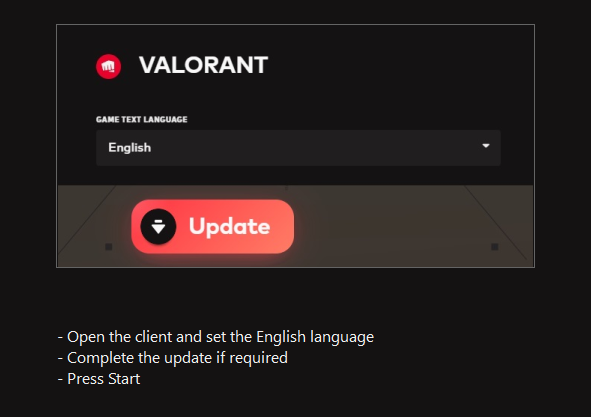 VALORANT
GAME TEXT LANGUAGE
English
Update
- Open the client and set the English language
- Complete the update if required
- Press Start